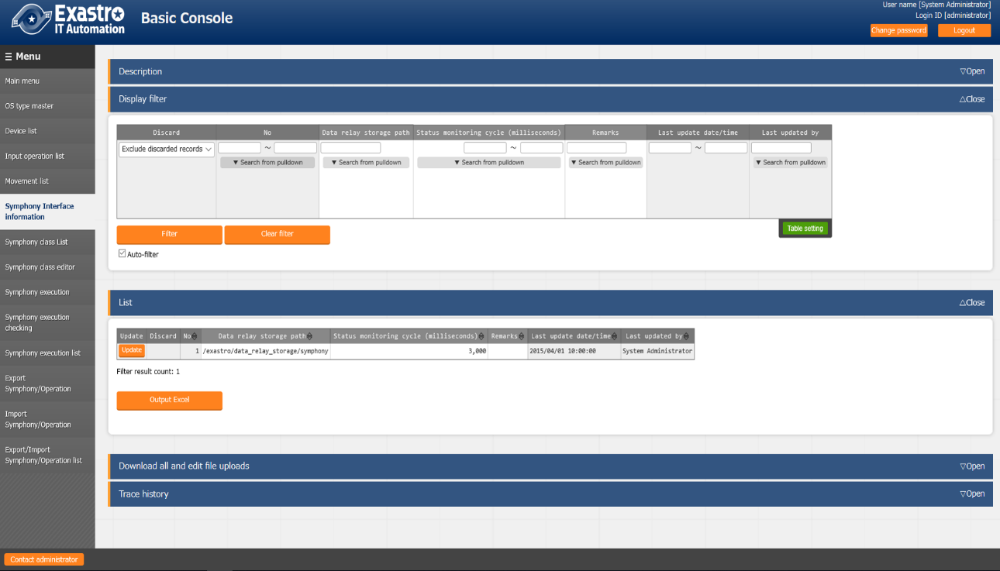 Exastro
IT Automation
Basic Console
User name [System Administrator]
Login ID [administrator]
Change password
Logout
☰ Menu
Main menu
OS type master
Device list
Input operation list
Movement list
Symphony Interface
information
Symphony class List
Symphony class editor
Symphony execution
Symphony execution
checking
Symphony execution list
Export
Symphony/Operation
Import
Symphony/Operation
Export/Import
Symphony/Operation list
Contact administrator
Description ▽Open
Display filter △Close
Discard No Data relay storage path Status monitoring cycle (milliseconds) Remarks Last update date/time Last updated by
Exclude discarded records ~ ~ ~
▼ Search from pulldown ▼ Search from pulldown ▼ Search from pulldown ▼ Search from pulldown ▼ Search from pulldown
Table setting
Filter Clear filter
Auto-filter
List △Close
Update Discard No Data relay storage path Status monitoring cycle (milliseconds) Remarks Last update date/time Last updated by
Update 1 /exastro/data_relay_storage/symphony 3,000 2015/04/01 10:00:00 System Administrator
Filter result count: 1
Output Excel
Download all and edit file uploads ▽Open
Trace history ▽Open